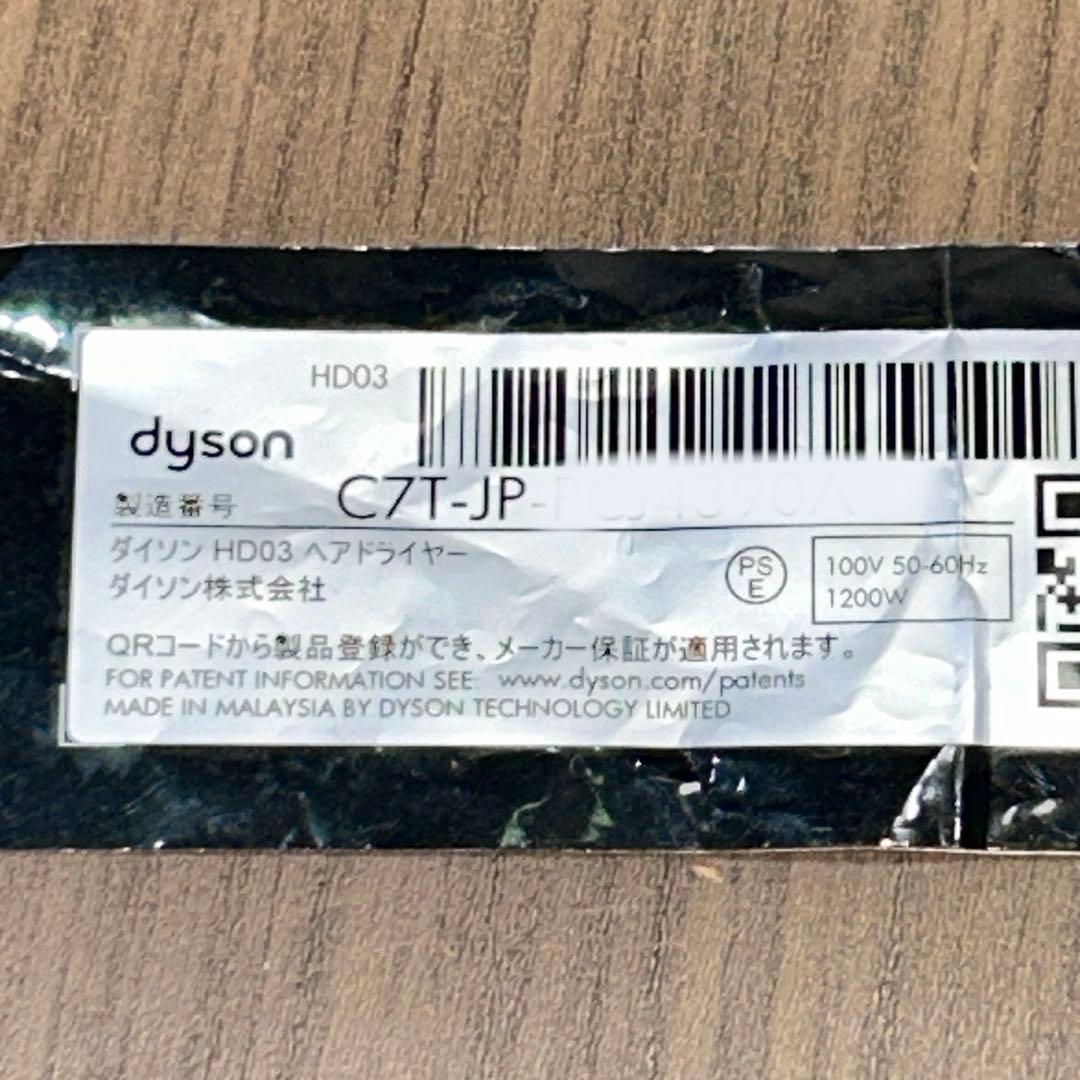 HD03
dyson
製造番号 C7T-JP-
ダイソン HD03 ヘアドライヤー
ダイソン株式会社
PS
E
100V 50-60Hz
1200W
QRコードから製品登録ができ、メーカー保証が適用されます。
FOR PATENT INFORMATION SEE: www.dyson.com/patents
MADE IN MALAYSIA BY DYSON TECHNOLOGY LIMITED